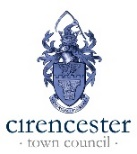 cirencester
· town council ·